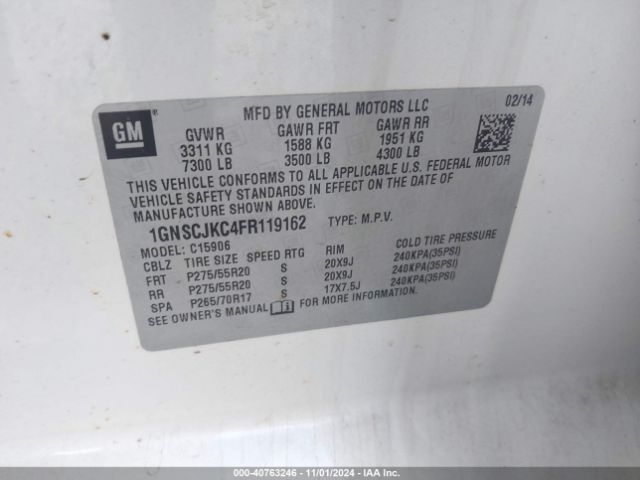 MFD BY GENERAL MOTORS LLC 02/14
GM ®
GVWR GAWR FRT GAWR RR
3311 KG 1588 KG 1951 KG
7300 LB 3500 LB 4300 LB
THIS VEHICLE CONFORMS TO ALL APPLICABLE U.S. FEDERAL MOTOR
VEHICLE SAFETY STANDARDS IN EFFECT ON THE DATE OF
MANUFACTURE SHOWN ABOVE.
1GNSCJKC4FR119162 TYPE: M.P.V.
MODEL: C15906
CBLZ TIRE SIZE SPEED RTG RIM COLD TIRE PRESSURE
FRT P275/55R20 S 20X9J 240KPA(35PSI)
RR P275/55R20 S 20X9J 240KPA(35PSI)
SPA P265/70R17 S 17X7.5J 240KPA(35PSI)
SEE OWNER'S MANUAL FOR MORE INFORMATION.
000-40763246 - 11/01/2024 - IAA Inc.